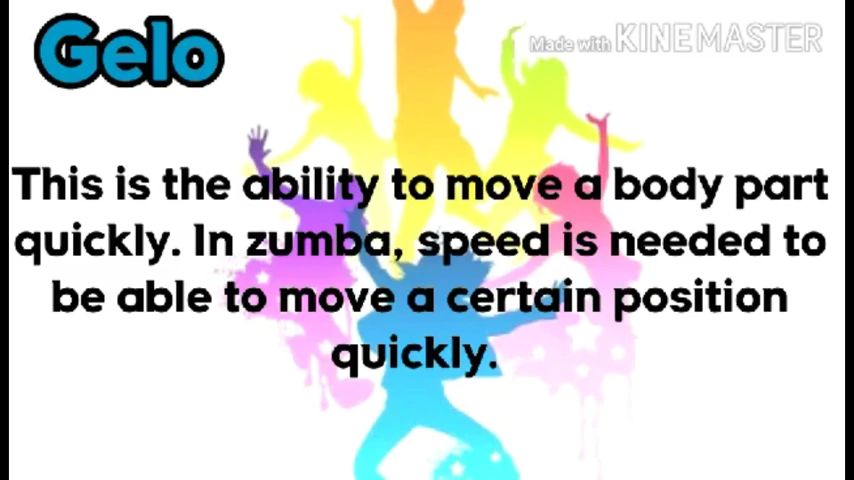 Gelo
Made with KINEMASTER
This is the ability to move a body part
quickly. In zumba, speed is needed to
be able to move a certain position
quickly.